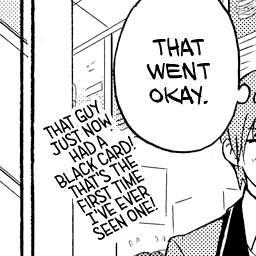 THAT
WENT
OKAY.
THAT GUY
JUST NOW
HAD A
BLACK CARD!
THAT'S THE
FIRST TIME
I'VE EVER
SEEN ONE!